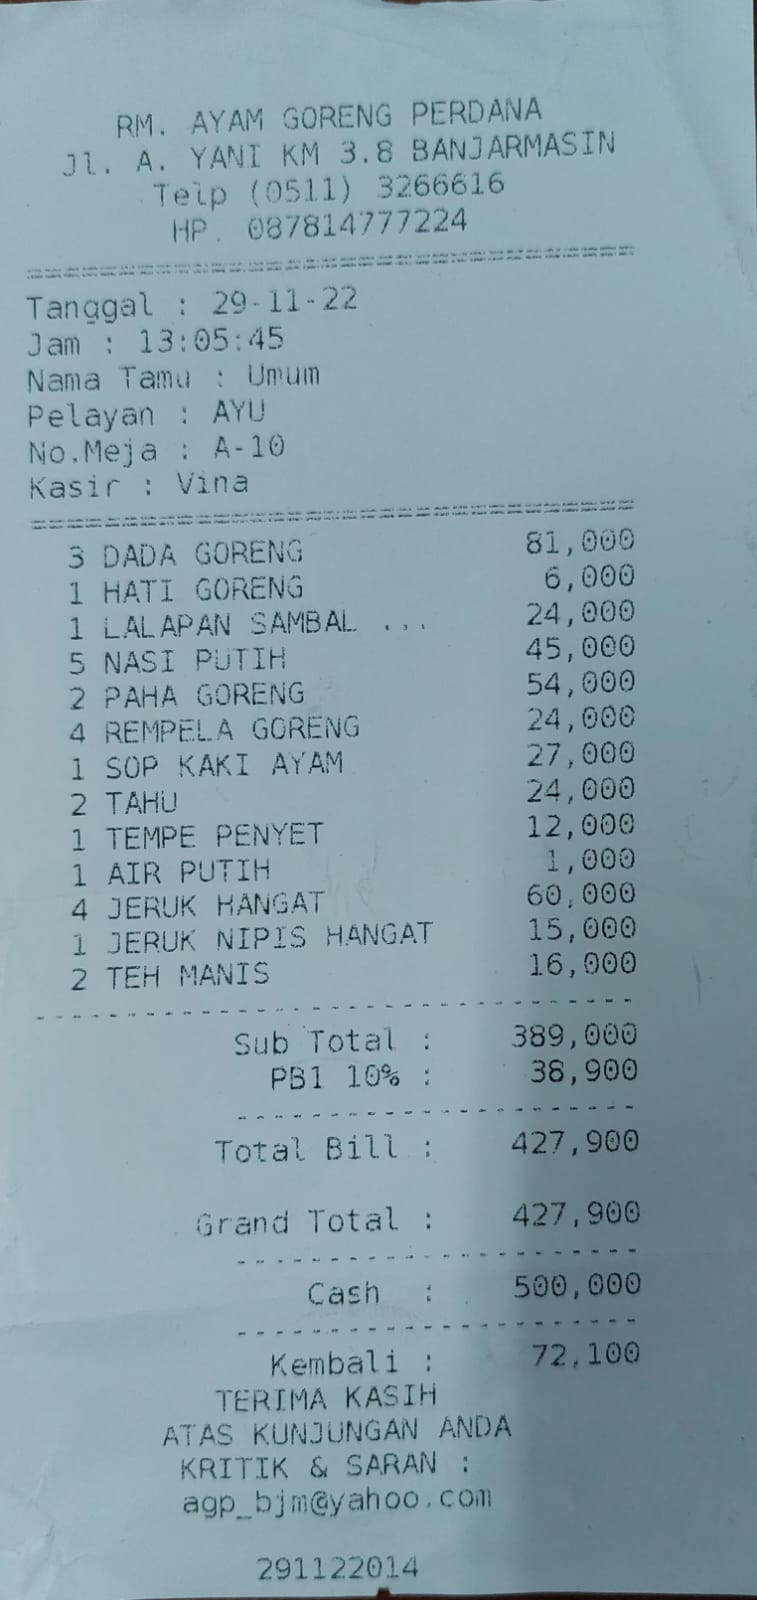 RM. AYAM GORENG PERDANA
Jl. A. YANI KM 3.8 BANJARMASIN
Telp (0511) 3266616
HP. 087814777224
Tanggal : 29-11-22
Jam : 13:05:45
Nama Tamu : Umum
Pelayan : AYU
No.Meja : A-10
Kasir : Vina
3 DADA GORENG 81,000
1 HATI GORENG 6,000
1 LALAPAN SAMBAL ... 24,000
5 NASI PUTIH 45,000
2 PAHA GORENG 54,000
4 REMPELA GORENG 24,000
1 SOP KAKI AYAM 27,000
2 TAHU 24,000
1 TEMPE PENYET 12,000
1 AIR PUTIH 1,000
4 JERUK HANGAT 60,000
1 JERUK NIPIS HANGAT 15,000
2 TEH MANIS 16,000
Sub Total : 389,000
PB1 10% : 38,900
Total Bill : 427,900
Grand Total : 427,900
Cash : 500,000
Kembali : 72,100
TERIMA KASIH
ATAS KUNJUNGAN ANDA
KRITIK & SARAN :
agp_bjm@yahoo.com
291122014